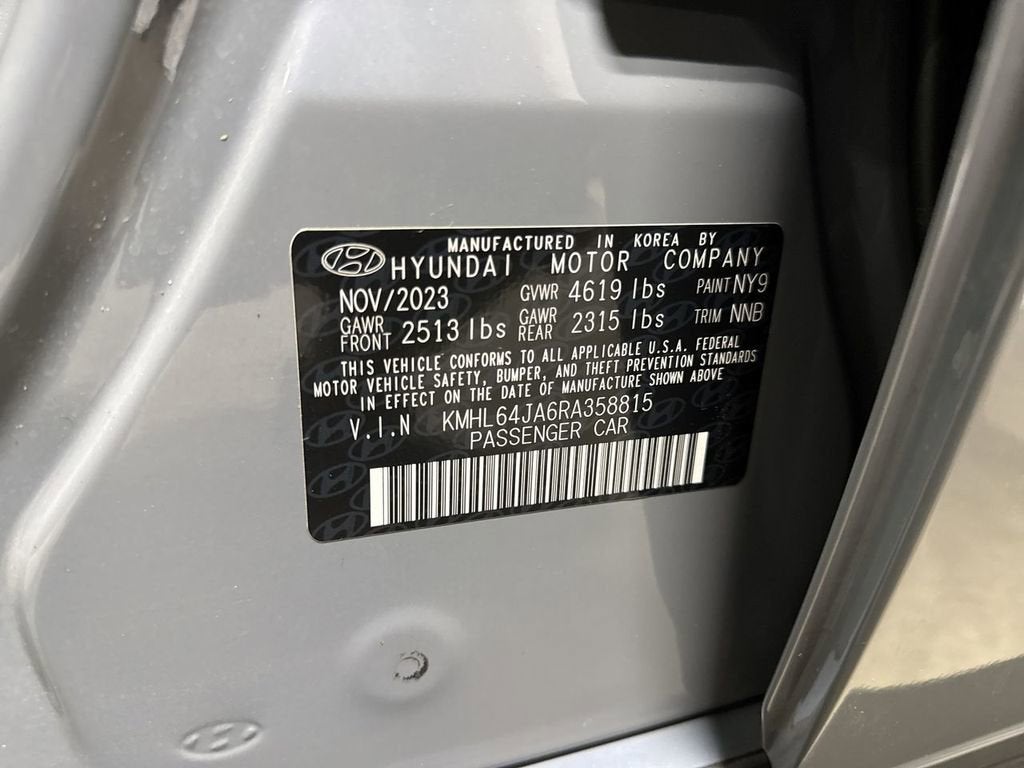 MANUFACTURED IN KOREA BY
HYUNDAI MOTOR COMPANY
NOV/2023 GVWR 4619 lbs PAINT NY9
GAWR FRONT 2513 lbs GAWR REAR 2315 lbs TRIM NNB
THIS VEHICLE CONFORMS TO ALL APPLICABLE U.S.A. FEDERAL
MOTOR VEHICLE SAFETY, BUMPER, AND THEFT PREVENTION STANDARDS
IN EFFECT ON THE DATE OF MANUFACTURE SHOWN ABOVE
V.I.N KMHL64JA6RA358815
PASSENGER CAR